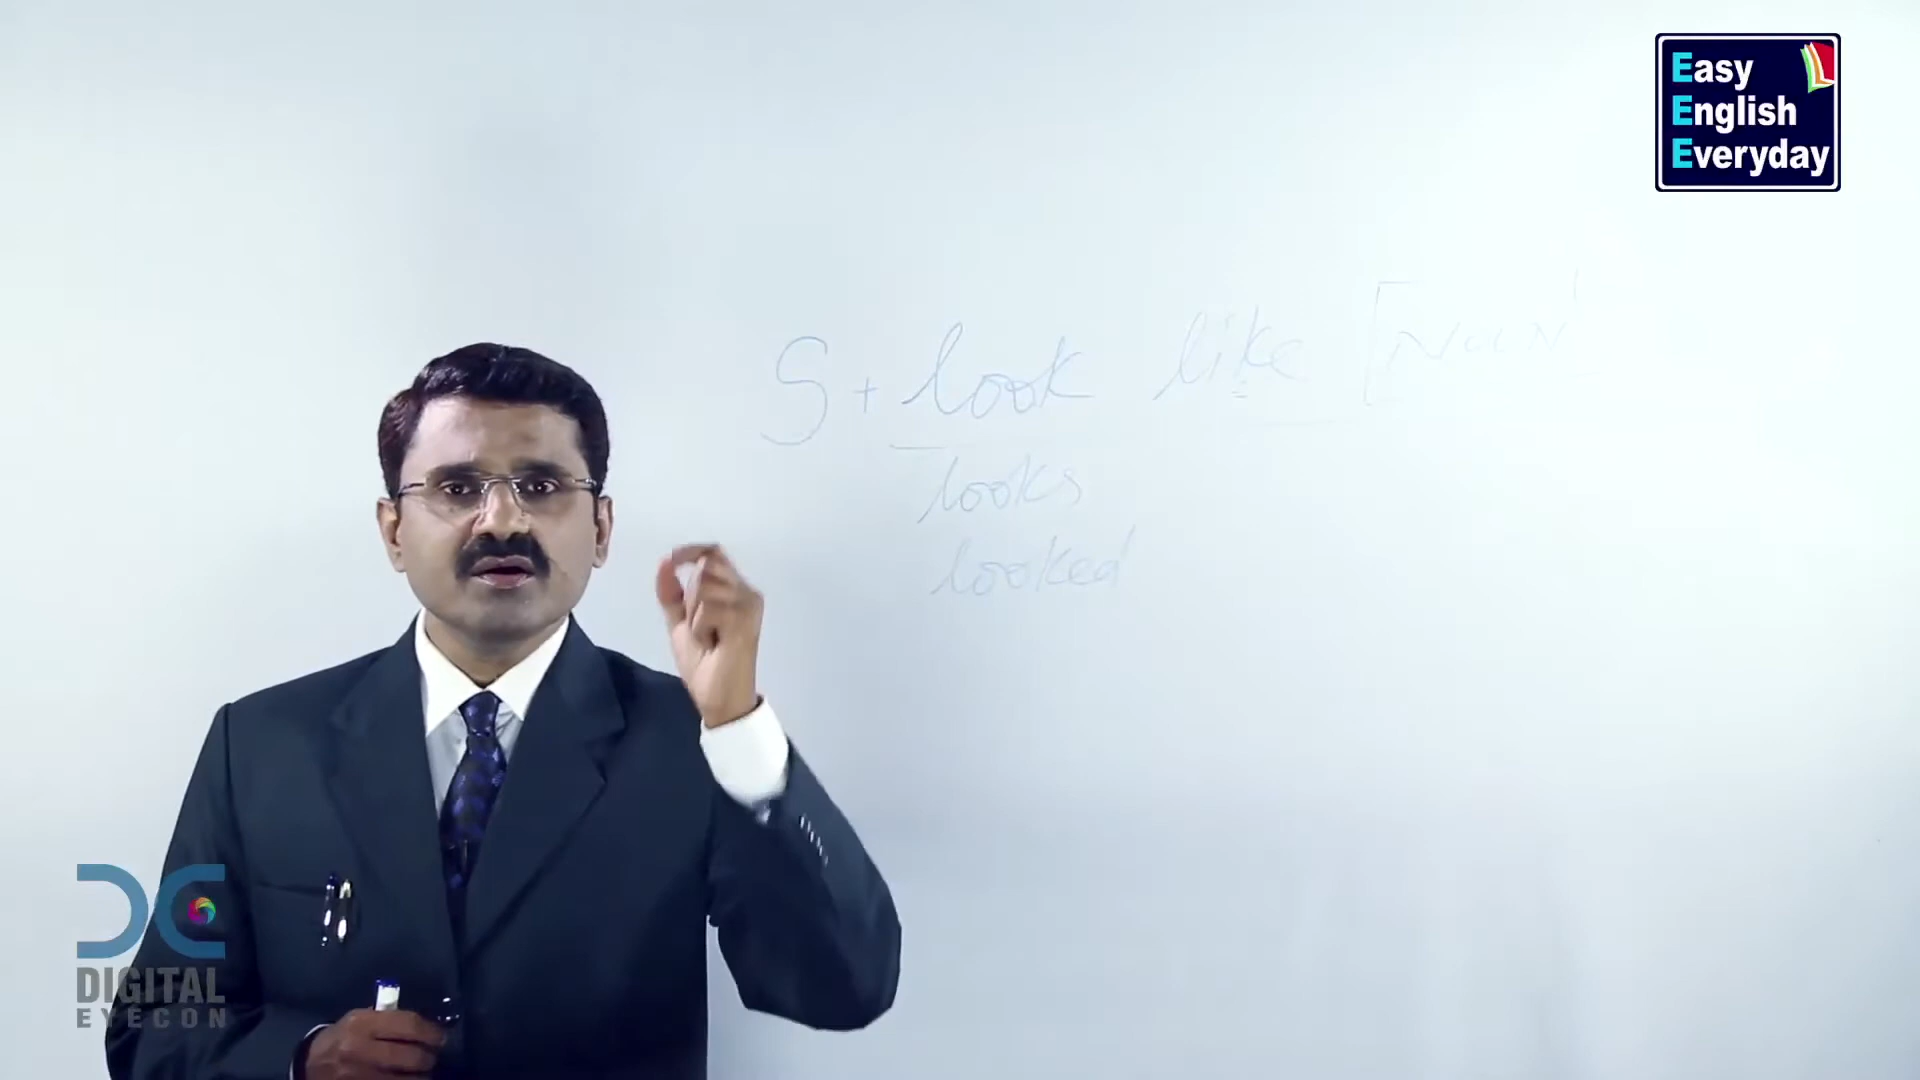 Easy
English
Everyday
S + look like [Noun
looks
looked
DIGITAL
EYECON